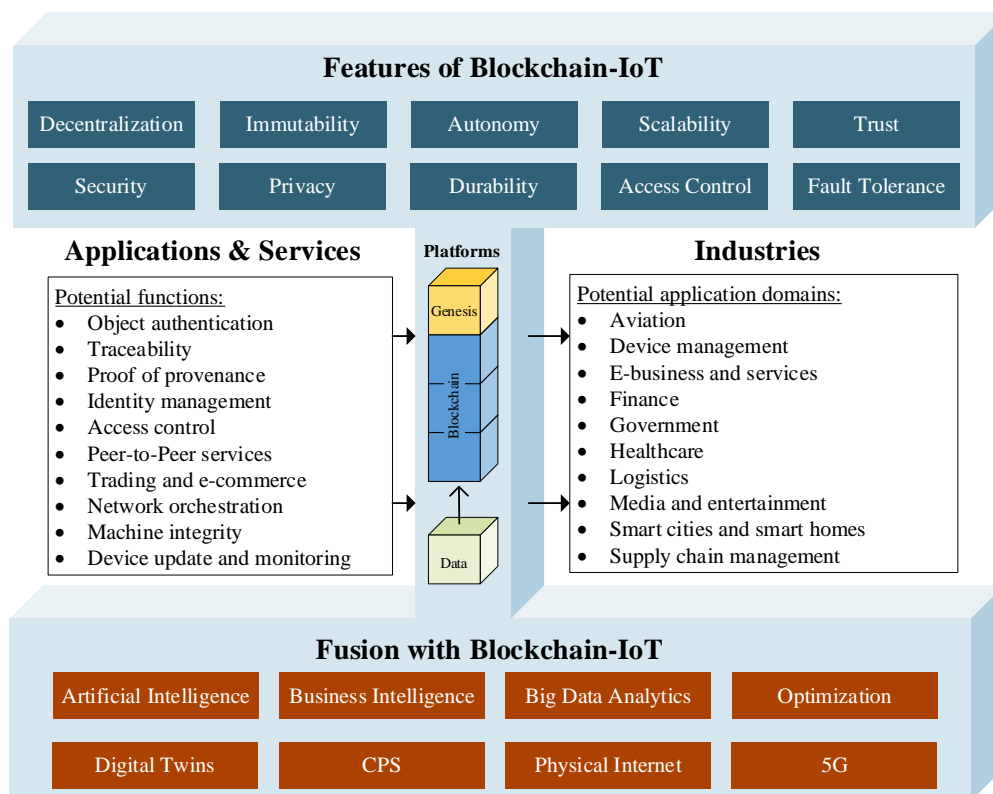 Features of Blockchain-IoT
Decentralization
Immutability
Autonomy
Scalability
Trust
Security
Privacy
Durability
Access Control
Fault Tolerance
Applications & Services
Potential functions:
• Object authentication
• Traceability
• Proof of provenance
• Identity management
• Access control
• Peer-to-Peer services
• Trading and e-commerce
• Network orchestration
• Machine integrity
• Device update and monitoring
Platforms
Genesis
Blockchain
Data
Industries
Potential application domains:
• Aviation
• Device management
• E-business and services
• Finance
• Government
• Healthcare
• Logistics
• Media and entertainment
• Smart cities and smart homes
• Supply chain management
Fusion with Blockchain-IoT
Artificial Intelligence
Business Intelligence
Big Data Analytics
Optimization
Digital Twins
CPS
Physical Internet
5G